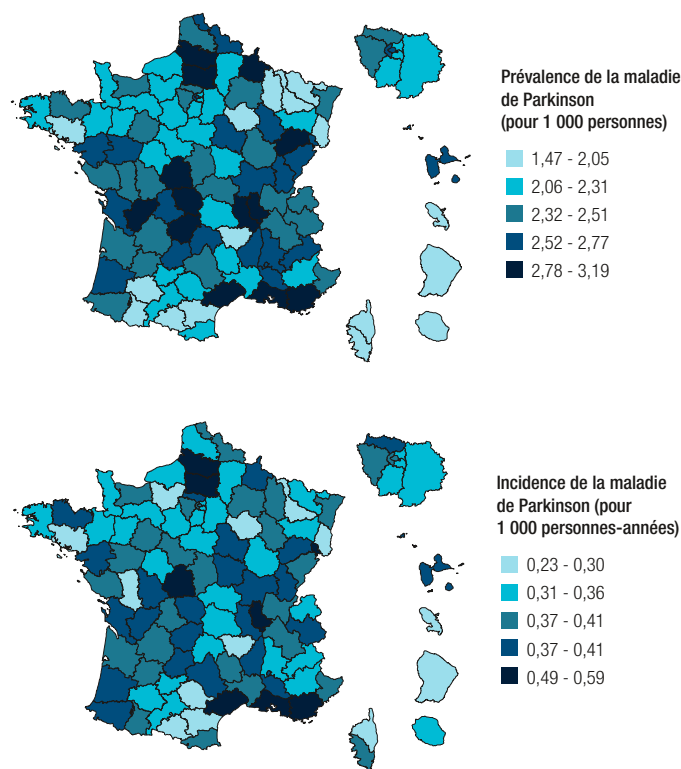 Prévalence de la maladie
de Parkinson
(pour 1 000 personnes)
1,47 - 2,05
2,06 - 2,31
2,32 - 2,51
2,52 - 2,77
2,78 - 3,19
Incidence de la maladie
de Parkinson (pour
1 000 personnes-années)
0,23 - 0,30
0,31 - 0,36
0,37 - 0,41
0,37 - 0,41
0,49 - 0,59